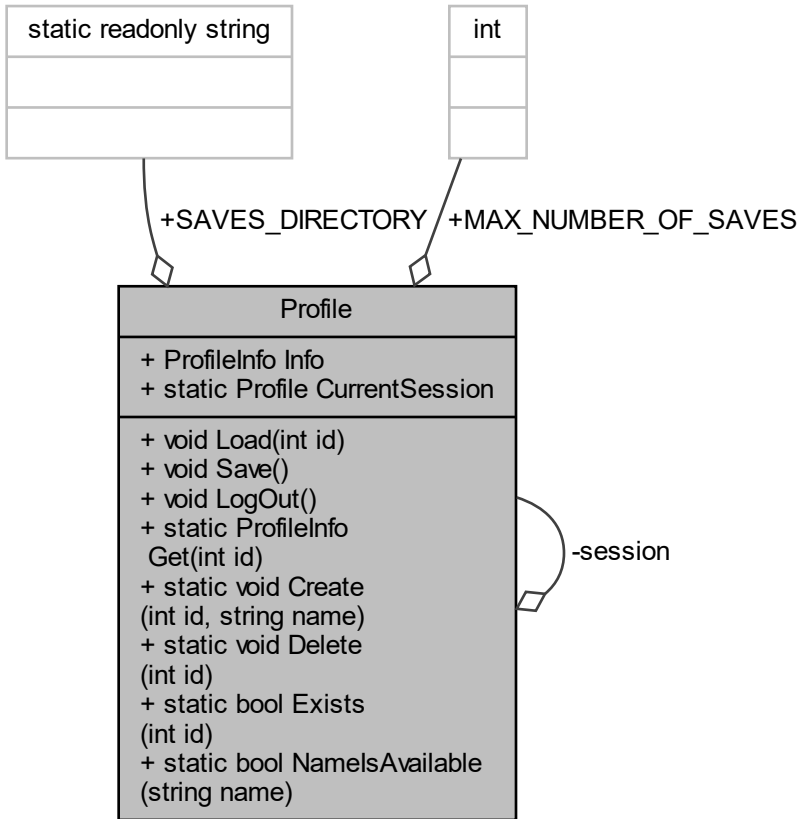 static readonly string
int
+SAVES_DIRECTORY
+MAX_NUMBER_OF_SAVES
Profile
+ ProfileInfo Info
+ static Profile CurrentSession
+ void Load(int id)
+ void Save()
+ void LogOut()
+ static ProfileInfo
Get(int id)
+ static void Create
(int id, string name)
+ static void Delete
(int id)
+ static bool Exists
(int id)
+ static bool NameIsAvailable
(string name)
-session